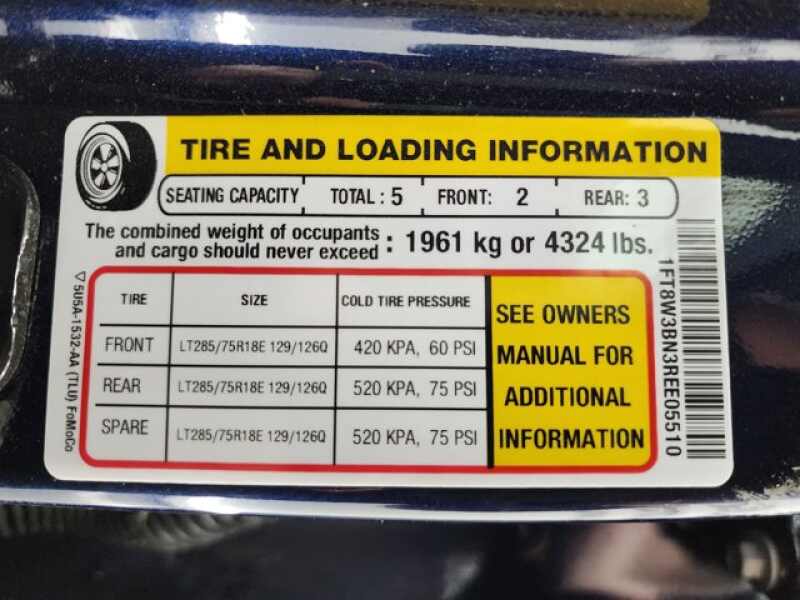 TIRE AND LOADING INFORMATION
SEATING CAPACITY TOTAL : 5 FRONT: 2 REAR: 3
The combined weight of occupants
and cargo should never exceed : 1961 kg or 4324 lbs.
TIRE SIZE COLD TIRE PRESSURE
FRONT LT285/75R18E 129/126Q 420 KPA, 60 PSI
REAR LT285/75R18E 129/126Q 520 KPA, 75 PSI
SPARE LT285/75R18E 129/126Q 520 KPA, 75 PSI
SEE OWNERS
MANUAL FOR
ADDITIONAL
INFORMATION
5U5A-1532-AA (TLU) FoMoCo
1FT8W3BN3REE05510